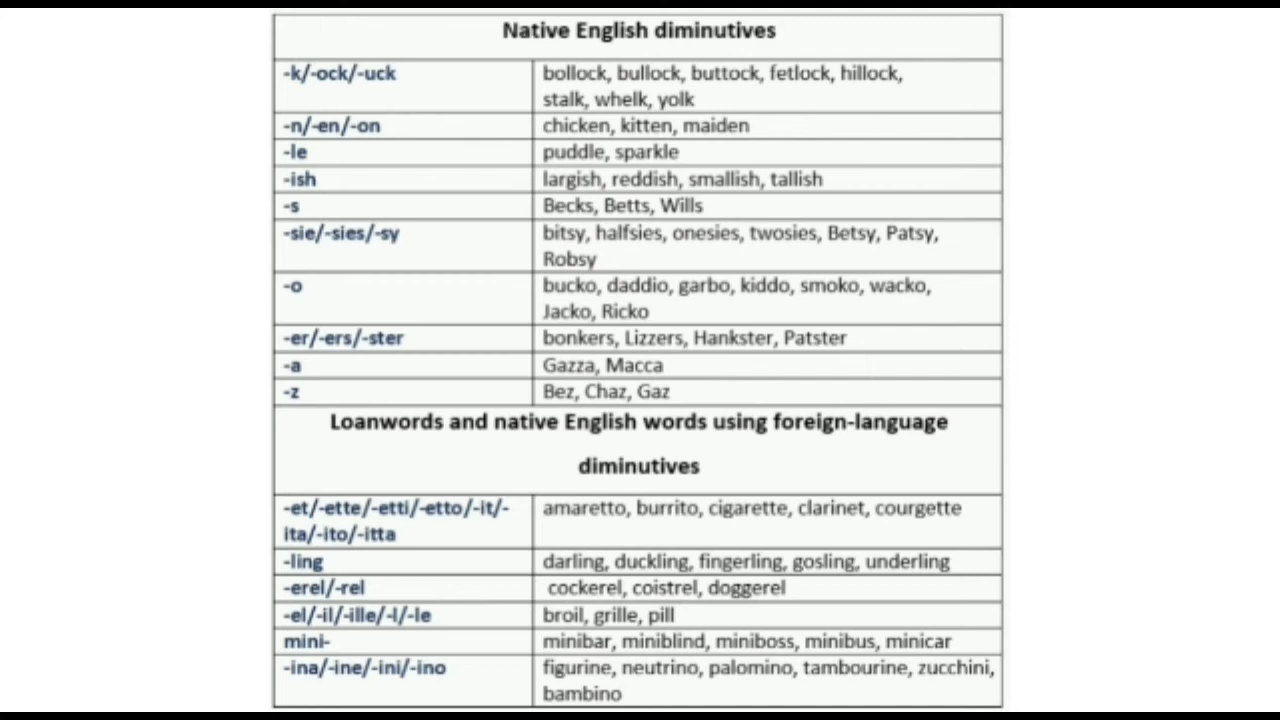 Native English diminutives
-k/-ock/-uck
bollock, bullock, buttock, fetlock, hillock,
stalk, whelk, yolk
-n/-en/-on
chicken, kitten, maiden
-le
puddle, sparkle
-ish
largish, reddish, smallish, tallish
-s
Becks, Betts, Wills
-sie/-sies/-sy
bitsy, halfsies, onesies, twosies, Betsy, Patsy,
Robsy
-o
bucko, daddio, garbo, kiddo, smoko, wacko,
Jacko, Ricko
-er/-ers/-ster
bonkers, Lizzers, Hankster, Patster
-a
Gazza, Macca
-z
Bez, Chaz, Gaz
Loanwords and native English words using foreign-language
diminutives
-et/-ette/-etti/-etto/-it/-
ita/-ito/-itta
amaretto, burrito, cigarette, clarinet, courgette
-ling
darling, duckling, fingerling, gosling, underling
-erel/-rel
cockerel, coistrel, doggerel
-el/-il/-ille/-l/-le
broil, grille, pill
mini-
minibar, miniblind, miniboss, minibus, minicar
-ina/-ine/-ini/-ino
figurine, neutrino, palomino, tambourine, zucchini,
bambino